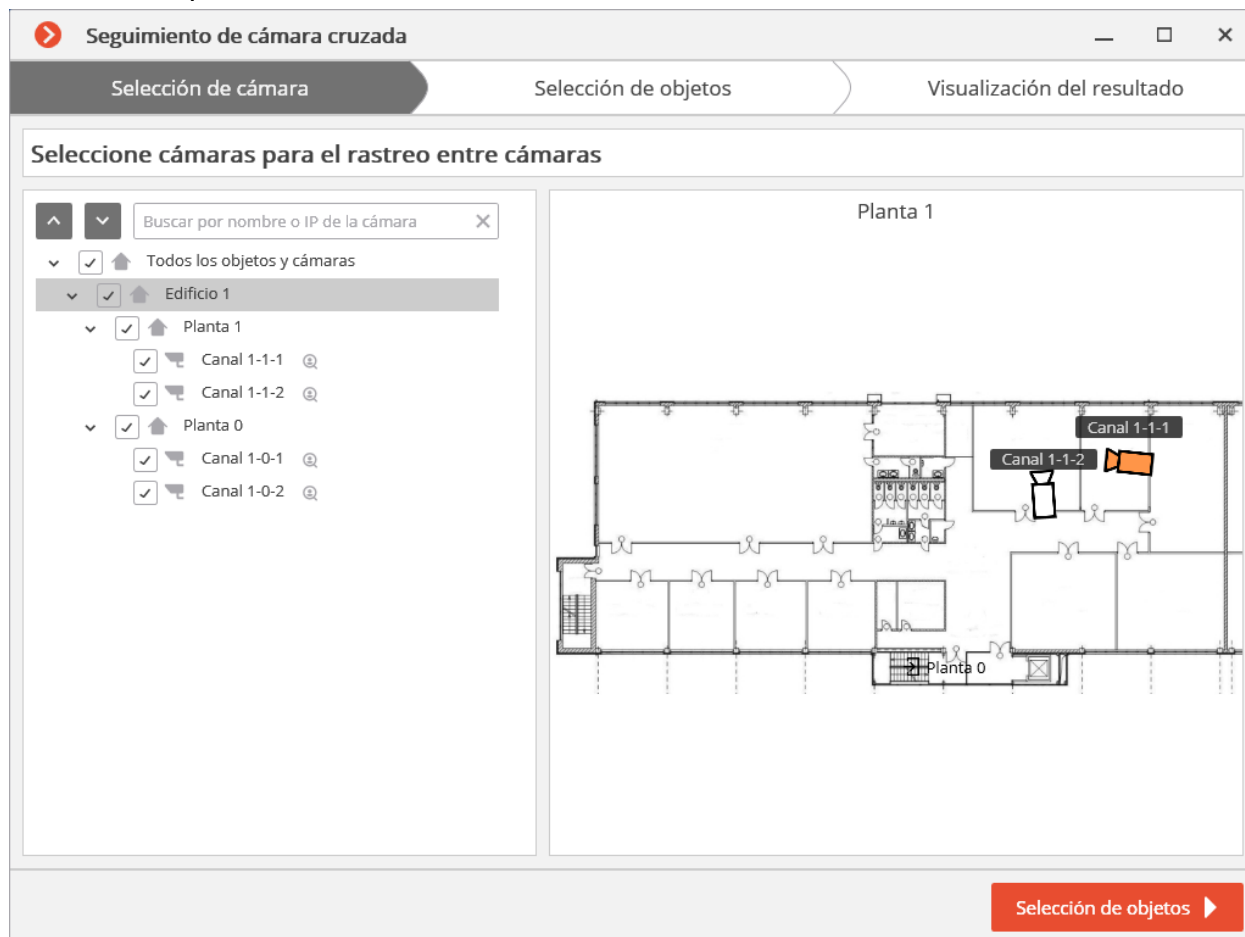 Seguimiento de cámara cruzada
Selección de cámara
Selección de objetos
Visualización del resultado
Seleccione cámaras para el rastreo entre cámaras
Buscar por nombre o IP de la cámara
Todos los objetos y cámaras
Edificio 1
Planta 1
Canal 1-1-1
Canal 1-1-2
Planta 0
Canal 1-0-1
Canal 1-0-2
Planta 1
Canal 1-1-1
Canal 1-1-2
Planta 0
Selección de objetos